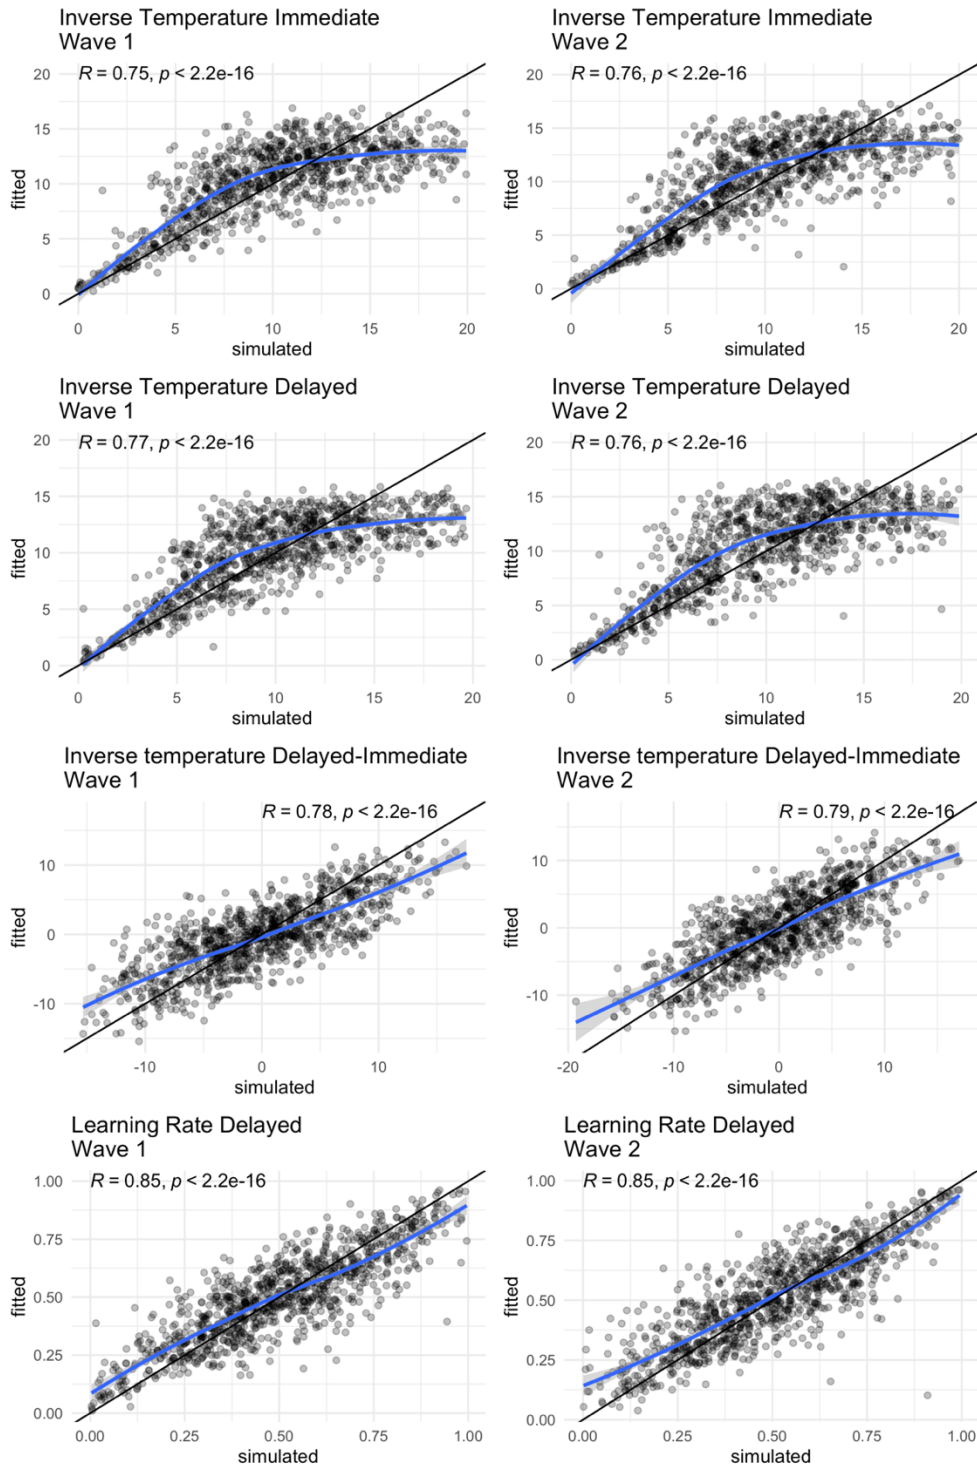 Inverse Temperature Immediate
Wave 1
R = 0.75, p < 2.2e-16
20
15
10
5
0
fitted
0 5 10 15 20
simulated
Inverse Temperature Immediate
Wave 2
R = 0.76, p < 2.2e-16
20
15
10
5
0
fitted
0 5 10 15 20
simulated
Inverse Temperature Delayed
Wave 1
R = 0.77, p < 2.2e-16
20
15
10
5
0
fitted
0 5 10 15 20
simulated
Inverse Temperature Delayed
Wave 2
R = 0.76, p < 2.2e-16
20
15
10
5
0
fitted
0 5 10 15 20
simulated
Inverse temperature Delayed-Immediate
Wave 1
R = 0.78, p < 2.2e-16
10
0
-10
fitted
-10 0 10
simulated
Inverse temperature Delayed-Immediate
Wave 2
R = 0.79, p < 2.2e-16
10
0
-10
fitted
-20 -10 0 10
simulated
Learning Rate Delayed
Wave 1
R = 0.85, p < 2.2e-16
1.00
0.75
0.50
0.25
0.00
fitted
0.00 0.25 0.50 0.75 1.00
simulated
Learning Rate Delayed
Wave 2
R = 0.85, p < 2.2e-16
1.00
0.75
0.50
0.25
0.00
fitted
0.00 0.25 0.50 0.75 1.00
simulated